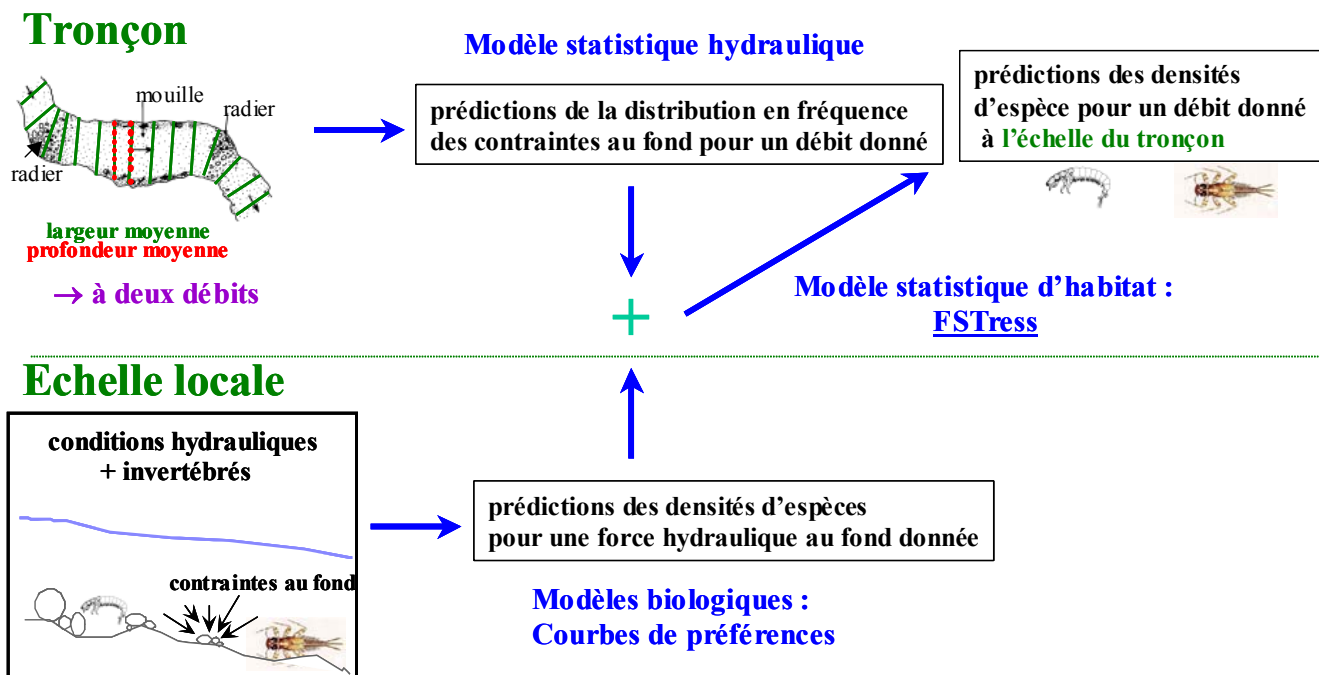 Tronçon
mouille
radier
radier
largeur moyenne
profondeur moyenne
→ à deux débits
Modèle statistique hydraulique
prédictions de la distribution en fréquence
des contraintes au fond pour un débit donné
prédictions des densités
d’espèce pour un débit donné
à l’échelle du tronçon
+
Modèle statistique d’habitat :
FSTress
Echelle locale
conditions hydrauliques
+ invertébrés
contraintes au fond
prédictions des densités d’espèces
pour une force hydraulique au fond donnée
Modèles biologiques :
Courbes de préférences